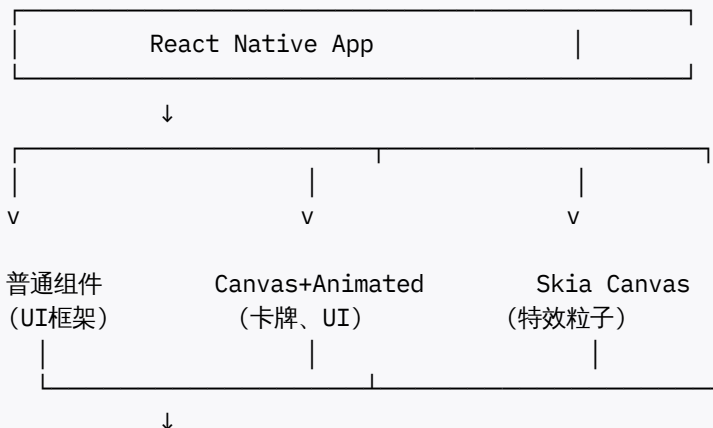 React Native App
↓
v v v
普通组件 Canvas+Animated Skia Canvas
(UI框架) (卡牌、UI) (特效粒子)
↓